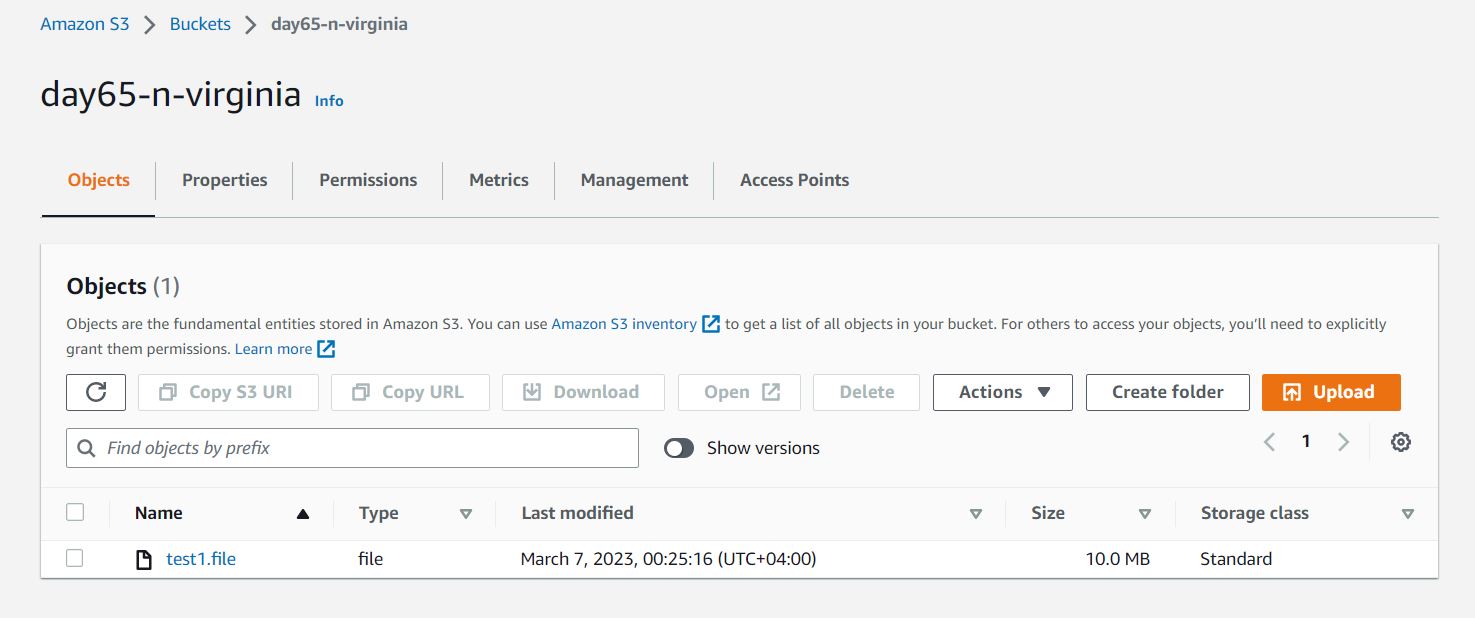 Amazon S3 > Buckets > day65-n-virginia
day65-n-virginia Info
Objects Properties Permissions Metrics Management Access Points
Objects (1)
Objects are the fundamental entities stored in Amazon S3. You can use Amazon S3 inventory to get a list of all objects in your bucket. For others to access your objects, you'll need to explicitly
grant them permissions. Learn more
Copy S3 URI Copy URL Download Open Delete Actions Create folder Upload
Find objects by prefix Show versions 1
Name Type Last modified Size Storage class
test1.file file March 7, 2023, 00:25:16 (UTC+04:00) 10.0 MB Standard